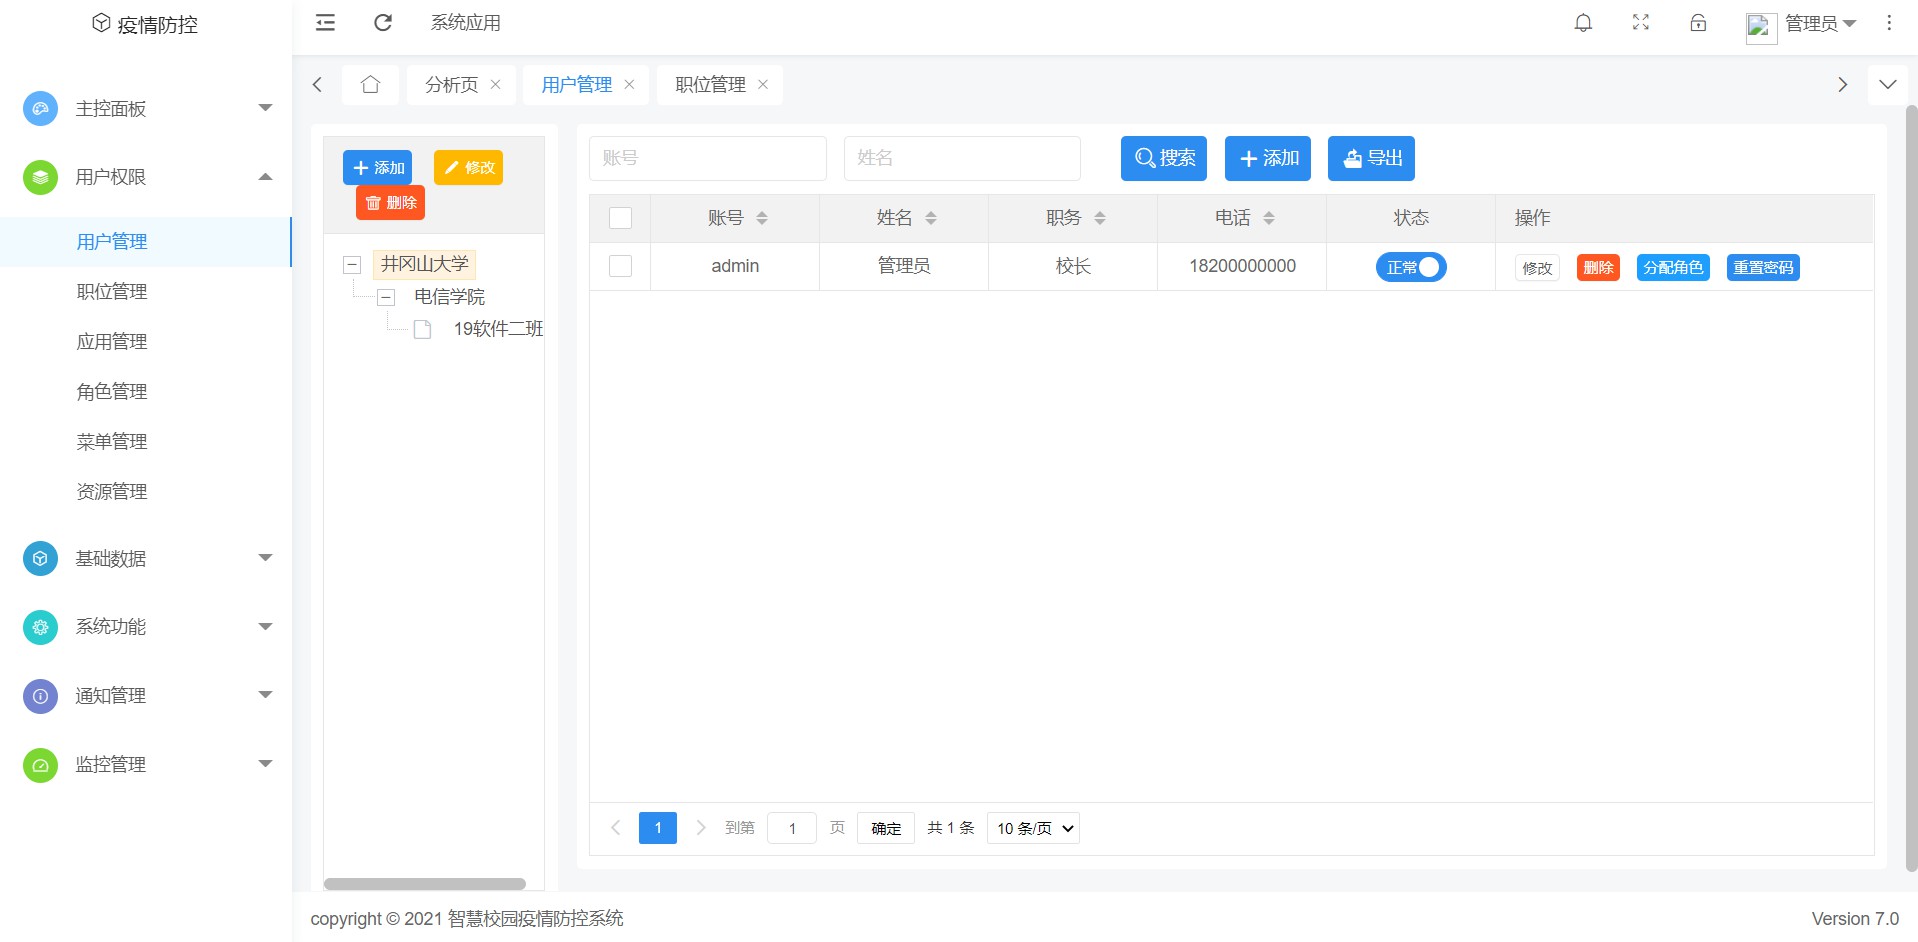 疫情防控
系统应用
管理员
主控面板
用户权限
用户管理
职位管理
应用管理
角色管理
菜单管理
资源管理
基础数据
系统功能
通知管理
监控管理
分析页
用户管理
职位管理
添加 修改
删除
井冈山大学
电信学院
19软件二班
账号 姓名 搜索 添加 导出
账号 姓名 职务 电话 状态 操作
admin 管理员 校长 18200000000 正常 修改 删除 分配角色 重置密码
1 到第 1 页 确定 共 1 条 10 条/页
copyright © 2021 智慧校园疫情防控系统
Version 7.0